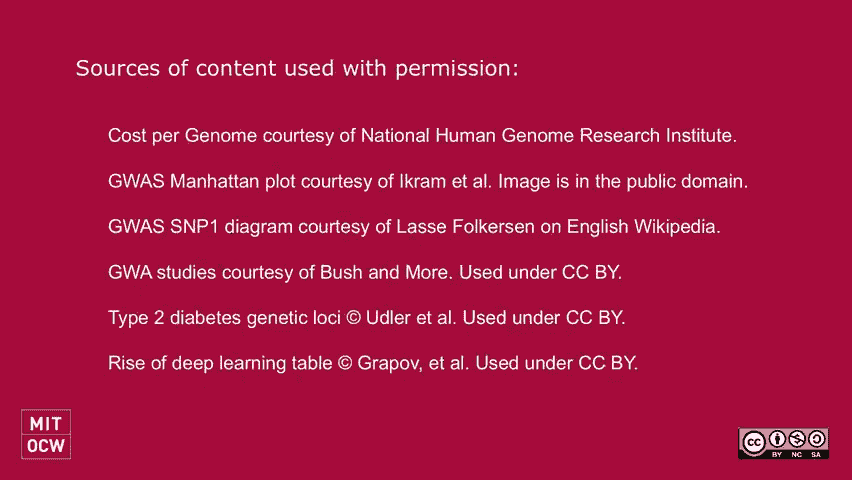 Sources of content used with permission:
Cost per Genome courtesy of National Human Genome Research Institute.
GWAS Manhattan plot courtesy of Ikram et al. Image is in the public domain.
GWAS SNP1 diagram courtesy of Lasse Folkersen on English Wikipedia.
GWA studies courtesy of Bush and More. Used under CC BY.
Type 2 diabetes genetic loci © Udler et al. Used under CC BY.
Rise of deep learning table © Grapov, et al. Used under CC BY.
MIT
OCW
cc
BY NC SA